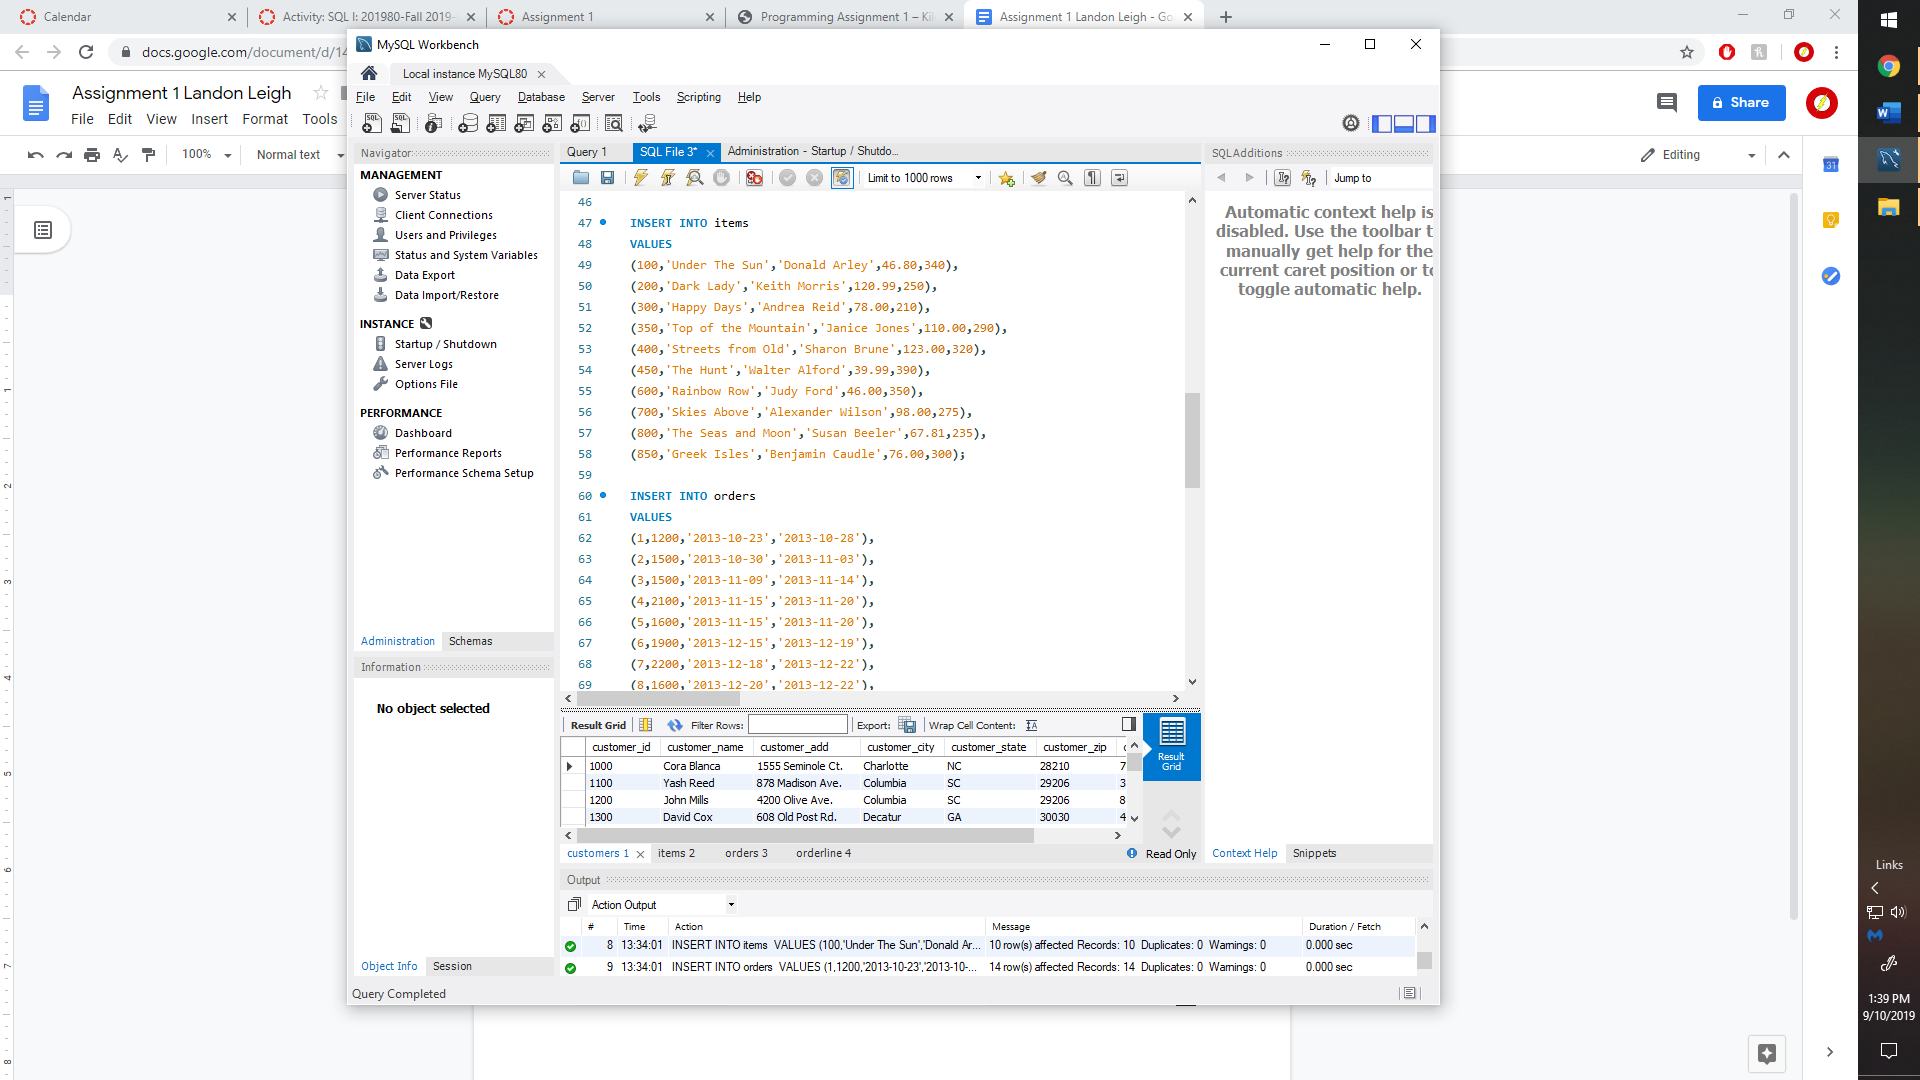 Calendar
Activity: SQL I: 201980-Fall 2019-
Assignment 1
Programming Assignment 1 – Kil
Assignment 1 Landon Leigh - Go
docs.google.com/document/d/14
Assignment 1 Landon Leigh
File Edit View Insert Format Tools
Share
100% Normal text
Editing
MySQL Workbench
Local instance MySQL80
File Edit View Query Database Server Tools Scripting Help
Navigator
MANAGEMENT
Server Status
Client Connections
Users and Privileges
Status and System Variables
Data Export
Data Import/Restore
INSTANCE
Startup / Shutdown
Server Logs
Options File
PERFORMANCE
Dashboard
Performance Reports
Performance Schema Setup
Administration Schemas
Information
No object selected
Object Info Session
Query Completed
Query 1 SQL File 3* Administration - Startup / Shutdo...
Limit to 1000 rows
46
47 INSERT INTO items
48 VALUES
49 (100,'Under The Sun','Donald Arley',46.80,340),
50 (200,'Dark Lady','Keith Morris',120.99,250),
51 (300,'Happy Days','Andrea Reid',78.00,210),
52 (350,'Top of the Mountain','Janice Jones',110.00,290),
53 (400,'Streets from Old','Sharon Brune',123.00,320),
54 (450,'The Hunt','Walter Alford',39.99,390),
55 (600,'Rainbow Row','Judy Ford',46.00,350),
56 (700,'Skies Above','Alexander Wilson',98.00,275),
57 (800,'The Seas and Moon','Susan Beeler',67.81,235),
58 (850,'Greek Isles','Benjamin Caudle',76.00,300);
59
60 INSERT INTO orders
61 VALUES
62 (1,1200,'2013-10-23','2013-10-28'),
63 (2,1500,'2013-10-30','2013-11-03'),
64 (3,1500,'2013-11-09','2013-11-14'),
65 (4,2100,'2013-11-15','2013-11-20'),
66 (5,1600,'2013-11-15','2013-11-20'),
67 (6,1900,'2013-12-15','2013-12-19'),
68 (7,2200,'2013-12-18','2013-12-22'),
69 (8,1600,'2013-12-20','2013-12-22'),
Result Grid Filter Rows: Export: Wrap Cell Content:
customer_id customer_name customer_add customer_city customer_state customer_zip c
1000 Cora Blanca 1555 Seminole Ct. Charlotte NC 28210 7
1100 Yash Reed 878 Madison Ave. Columbia SC 29206 3
1200 John Mills 4200 Olive Ave. Columbia SC 29206 8
1300 David Cox 608 Old Post Rd. Decatur GA 30030 4
Result
Grid
customers 1 items 2 orders 3 orderline 4 Read Only
SQLAdditions
Jump to
Automatic context help is
disabled. Use the toolbar t
manually get help for the
current caret position or to
toggle automatic help.
Context Help Snippets
Output
Action Output
# Time Action Message Duration / Fetch
8 13:34:01 INSERT INTO items VALUES (100,'Under The Sun','Donald Ar... 10 row(s) affected Records: 10 Duplicates: 0 Warnings: 0 0.000 sec
9 13:34:01 INSERT INTO orders VALUES (1,1200,'2013-10-23','2013-10-... 14 row(s) affected Records: 14 Duplicates: 0 Warnings: 0 0.000 sec
Links
1:39 PM
9/10/2019